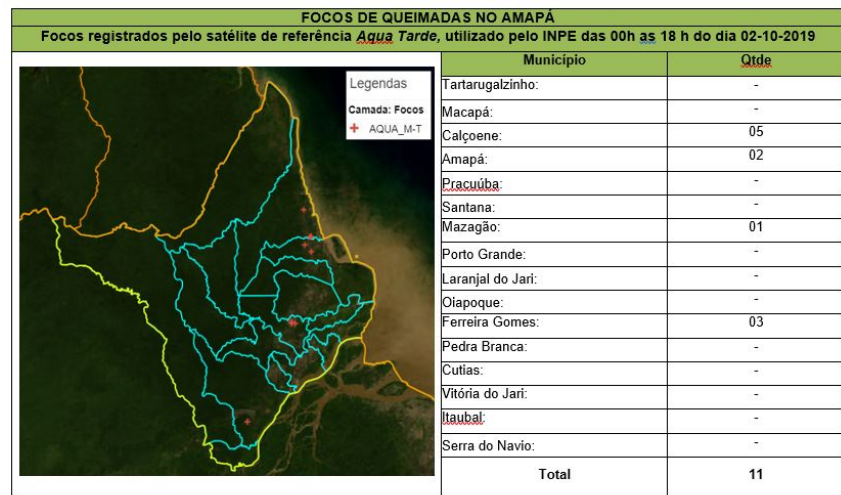 FOCOS DE QUEIMADAS NO AMAPÁ
Focos registrados pelo satélite de referência Aqua Tarde, utilizado pelo INPE das 00h as 18 h do dia 02-10-2019
Legendas
Camada: Focos
AQUA_M-T
Município Qtde
Tartarugalzinho: -
Macapá: -
Calçoene: 05
Amapá: 02
Pracuúba: -
Santana: -
Mazagão: 01
Porto Grande: -
Laranjal do Jari: -
Oiapoque: -
Ferreira Gomes: 03
Pedra Branca: -
Cutias: -
Vitória do Jari: -
Itaubal: -
Serra do Navio: -
Total 11